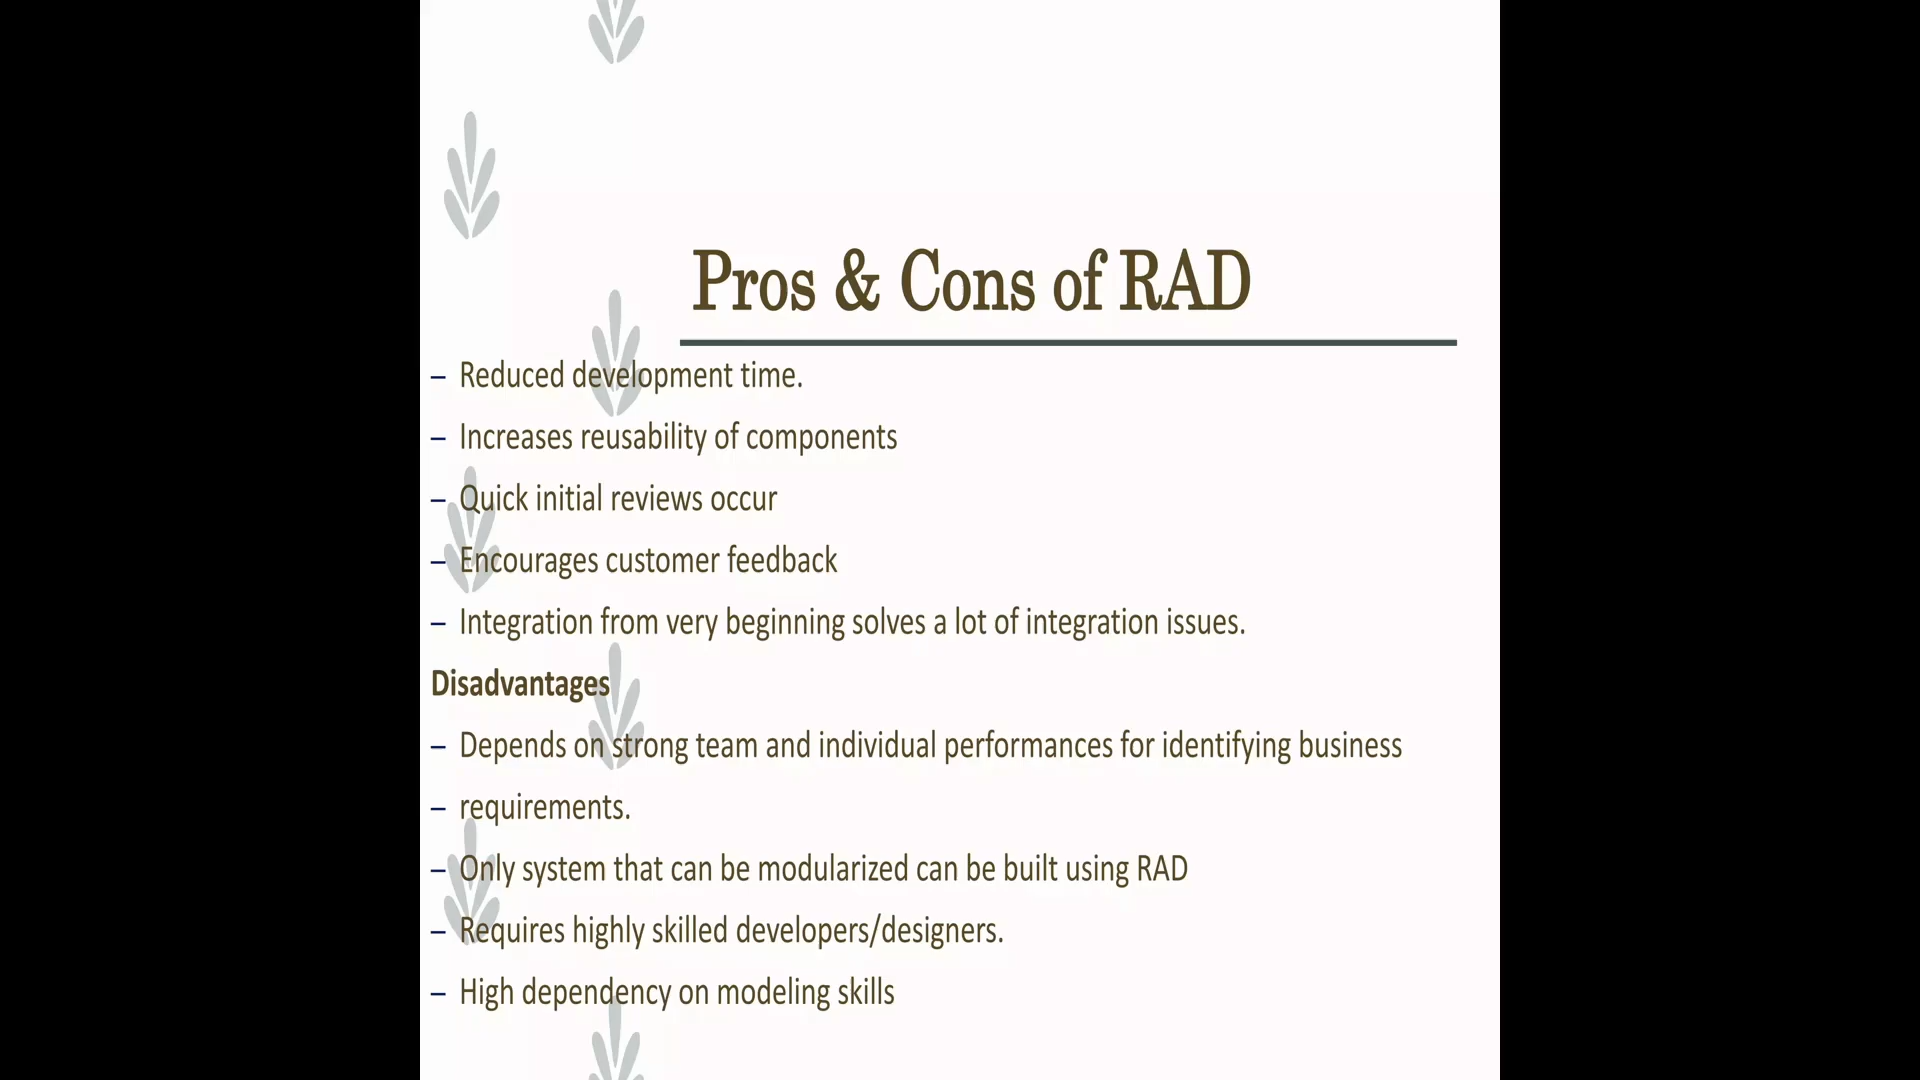 Pros & Cons of RAD
– Reduced development time.
– Increases reusability of components
– Quick initial reviews occur
– Encourages customer feedback
– Integration from very beginning solves a lot of integration issues.
Disadvantages
– Depends on strong team and individual performances for identifying business
– requirements.
– Only system that can be modularized can be built using RAD
– Requires highly skilled developers/designers.
– High dependency on modeling skills